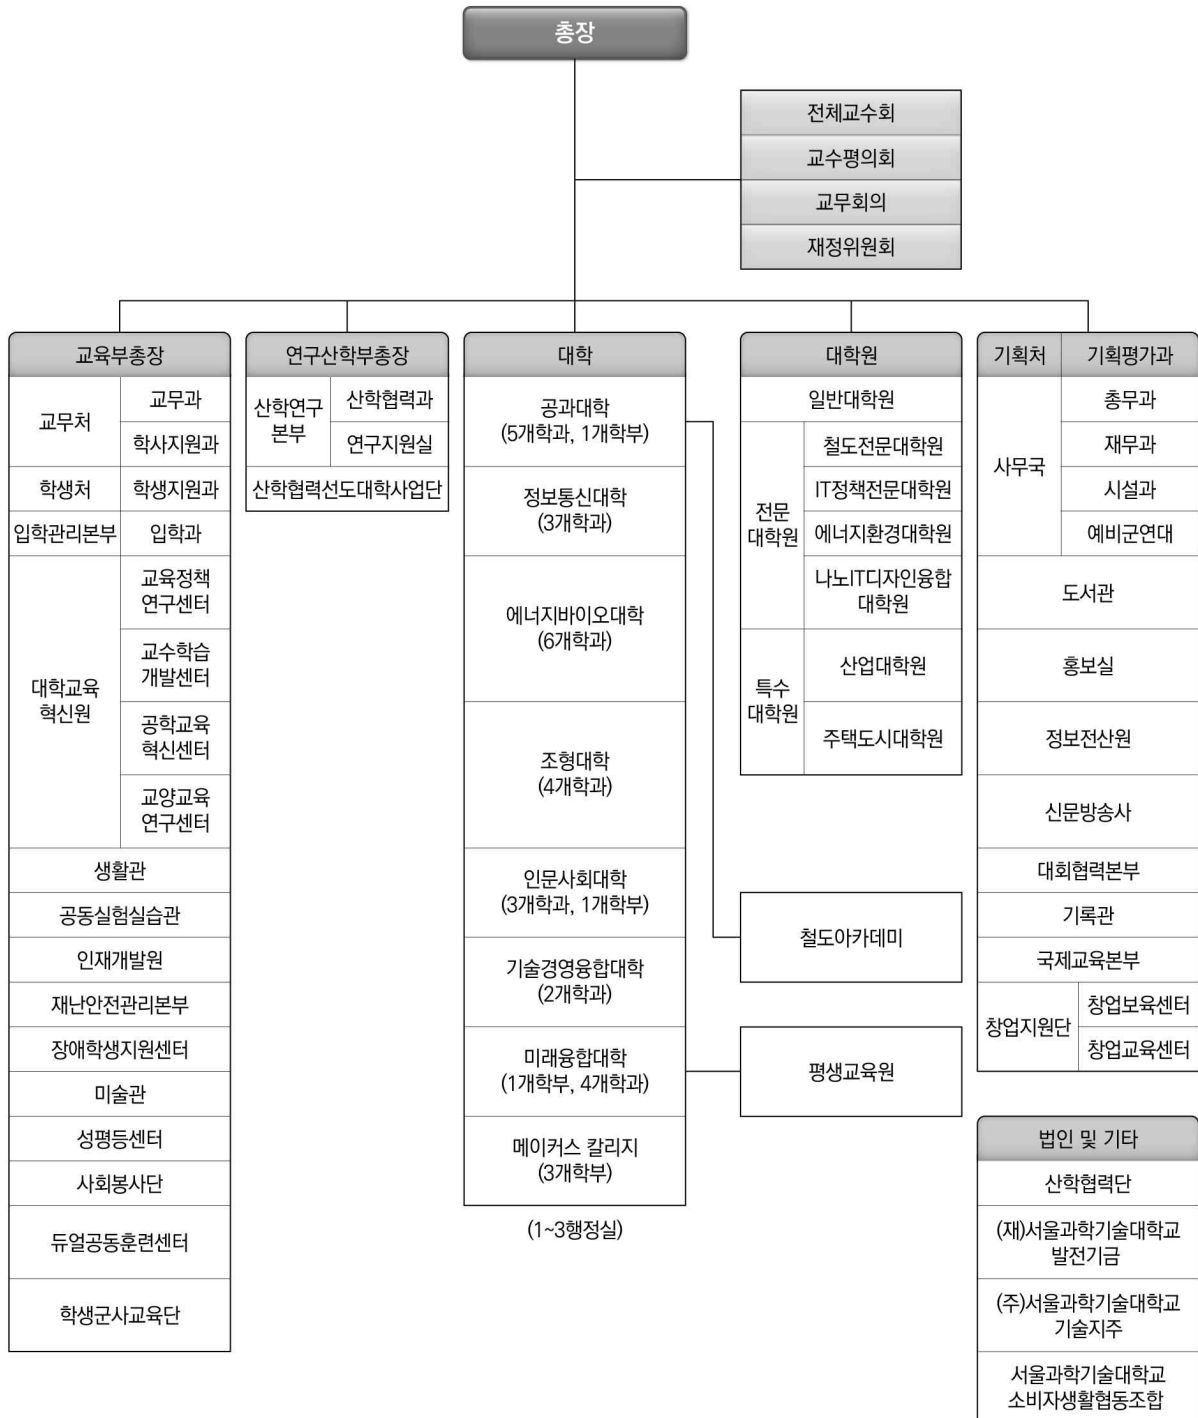 총장
전체교수회
교수평의회
교무회의
재정위원회
교육부총장
교무처
교무과
학사지원과
학생처
학생지원과
입학관리본부
입학과
대학교육
혁신원
교육정책
연구센터
교수학습
개발센터
공학교육
혁신센터
교양교육
연구센터
생활관
공동실험실습관
인재개발원
재난안전관리본부
장애학생지원센터
미술관
성평등센터
사회봉사단
듀얼공동훈련센터
학생군사교육단
연구산학부총장
산학연구
본부
산학협력과
연구지원실
산학협력선도대학사업단
대학
공과대학
(5개학과, 1개학부)
정보통신대학
(3개학과)
에너지바이오대학
(6개학과)
조형대학
(4개학과)
인문사회대학
(3개학과, 1개학부)
기술경영융합대학
(2개학과)
미래융합대학
(1개학부, 4개학과)
메이커스 칼리지
(3개학부)
(1~3행정실)
대학원
일반대학원
전문
대학원
철도전문대학원
IT정책전문대학원
에너지환경대학원
나노IT디자인융합
대학원
특수
대학원
산업대학원
주택도시대학원
철도아카데미
평생교육원
기획처
기획평가과
사무국
총무과
재무과
시설과
예비군연대
도서관
홍보실
정보전산원
신문방송사
대회협력본부
기록관
국제교육본부
창업지원단
창업보육센터
창업교육센터
법인 및 기타
산학협력단
(재)서울과학기술대학교
발전기금
(주)서울과학기술대학교
기술지주
서울과학기술대학교
소비자생활협동조합